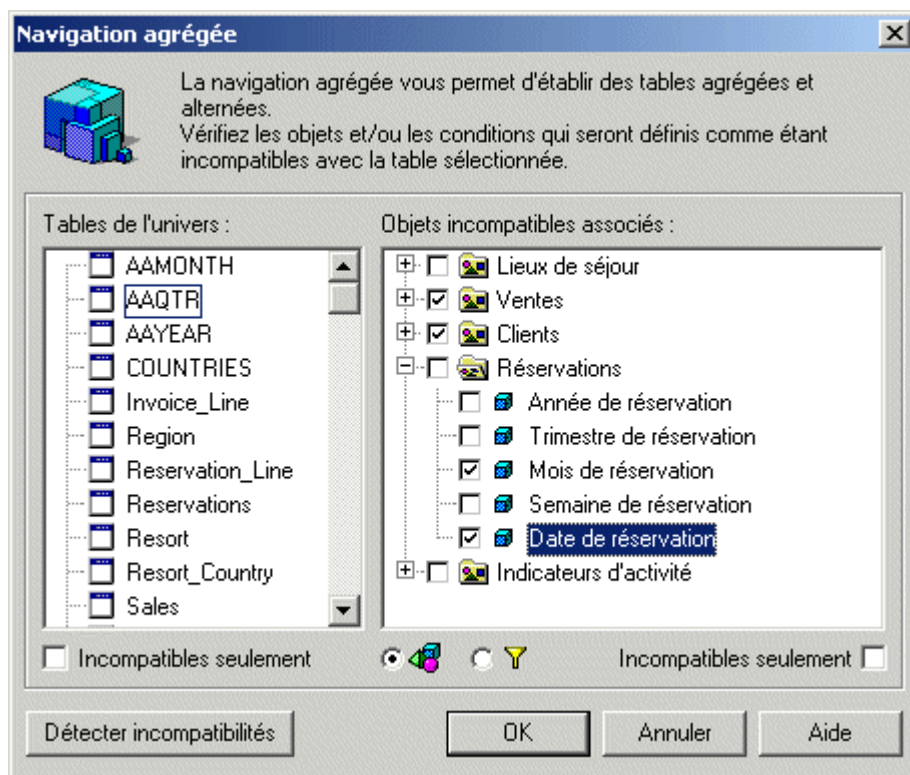 Navigation agrégée
La navigation agrégée vous permet d'établir des tables agrégées et
alternées.
Vérifiez les objets et/ou les conditions qui seront définis comme étant
incompatibles avec la table sélectionnée.
Tables de l'univers :
AAMONTH
AAQTR
AAYEAR
COUNTRIES
Invoice_Line
Region
Reservation_Line
Reservations
Resort
Resort_Country
Sales
Objets incompatibles associés :
Lieux de séjour
Ventes
Clients
Réservations
Année de réservation
Trimestre de réservation
Mois de réservation
Semaine de réservation
Date de réservation
Indicateurs d'activité
Incompatibles seulement
Incompatibles seulement
Détecter incompatibilités
OK
Annuler
Aide